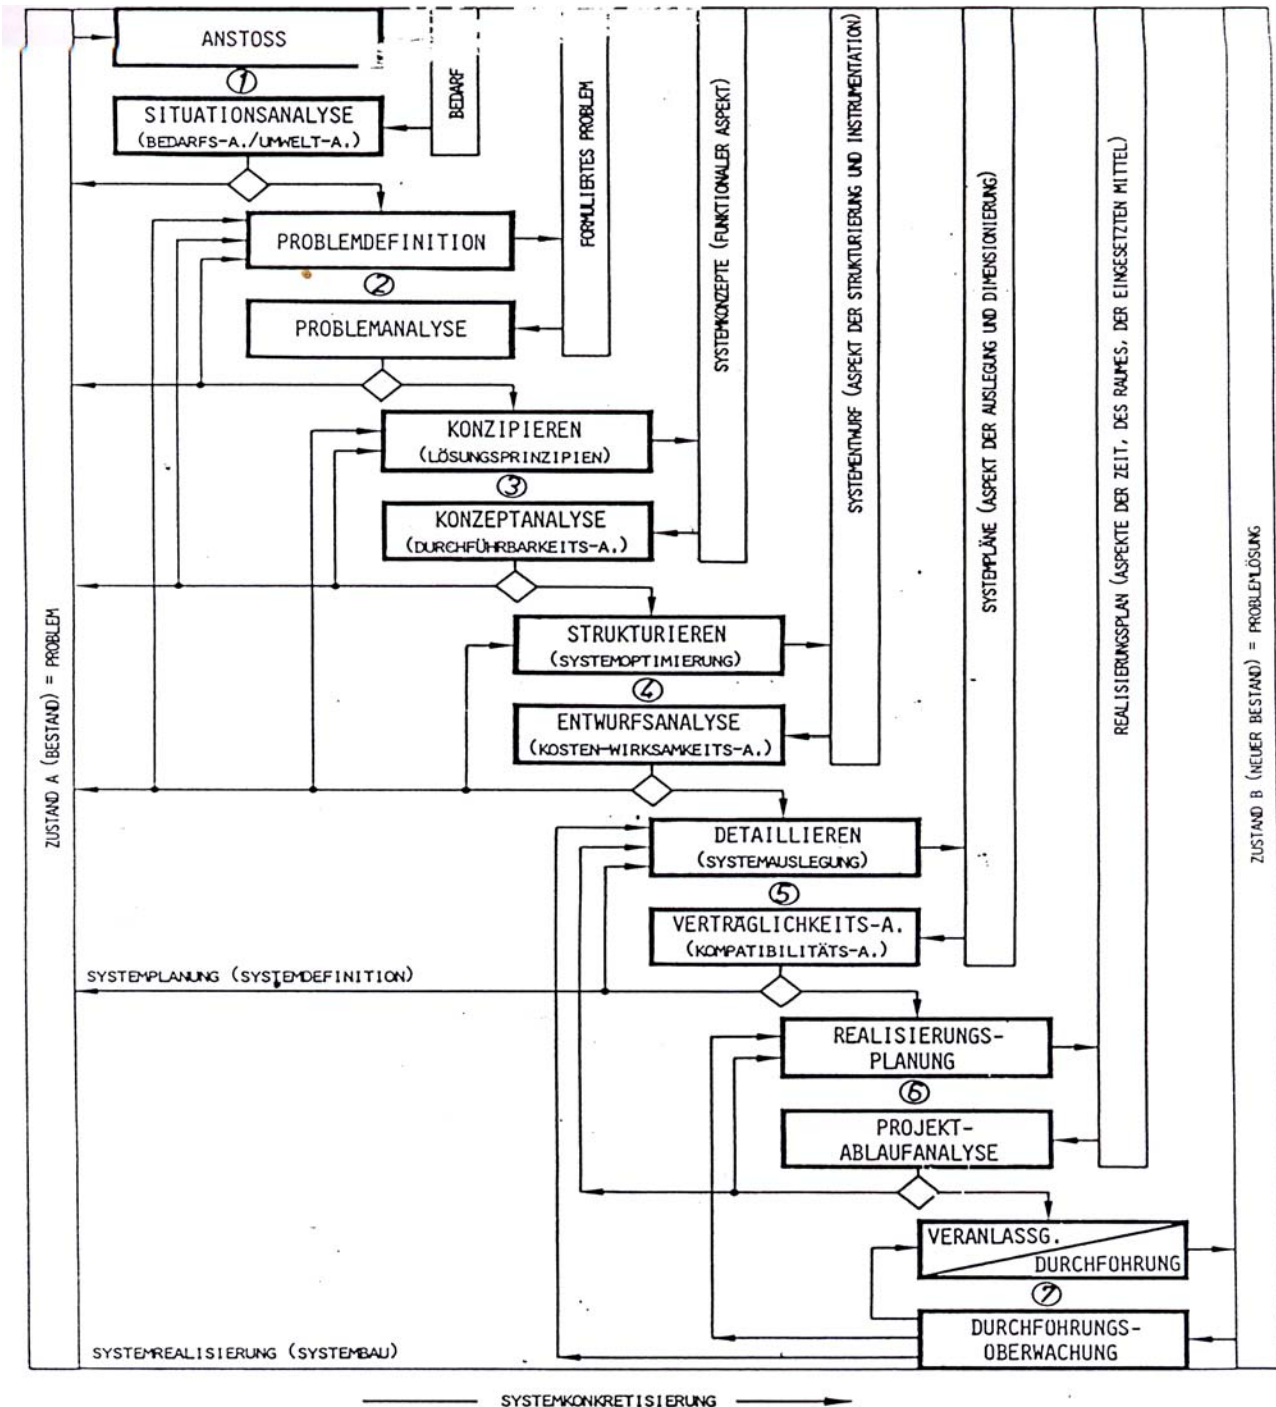 ANSTOSS
1
SITUATIONSANALYSE
(BEDARFS-A./UMWELT-A.)
BEDARF
PROBLEMDEFINITION
2
PROBLEMANALYSE
FORMULIERTES PROBLEM
KONZIPIEREN
(LÖSUNGSPRINZIPIEN)
3
KONZEPTANALYSE
(DURCHFÜHRBARKEITS-A.)
SYSTEMKONZEPTE (FUNKTIONALER ASPEKT)
STRUKTURIEREN
(SYSTEMOPTIMIERUNG)
4
ENTWURFSANALYSE
(KOSTEN-WIRKSAMKEITS-A.)
SYSTEMENTWURF (ASPEKT DER STRUKTURIERUNG UND INSTRUMENTATION)
DETAILLIEREN
(SYSTEMAUSLEGUNG)
5
VERTRÄGLICHKEITS-A.
(KOMPATIBILITÄTS-A.)
SYSTEMPLÄNE (ASPEKT DER AUSLEGUNG UND DIMENSIONIERUNG)
SYSTEMPLANUNG (SYSTEMDEFINITION)
REALISIERUNGS-
PLANUNG
6
PROJEKT-
ABLAUFANALYSE
REALISIERUNGSPLAN (ASPEKTE DER ZEIT, DES RAUMES, DER EINGESETZTEN MITTEL)
VERANLASSG.
DURCHFOHRUNG
7
DURCHFOHRUNGS-
OBERWACHUNG
ZUSTAND A (BESTAND) = PROBLEM
ZUSTAND B (NEUER BESTAND) = PROBLEMLÖSUNG
SYSTEMREALISIERUNG (SYSTEMBAU)
SYSTEMKONKRETISIERUNG